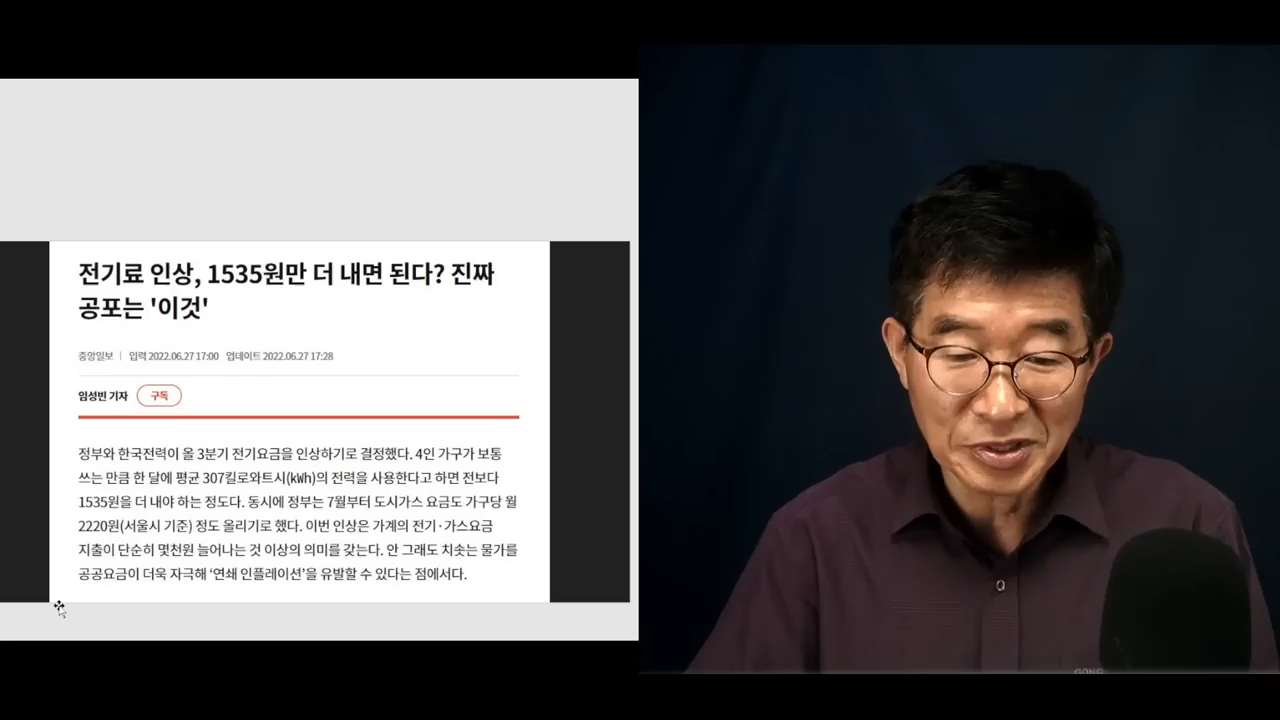 전기료 인상, 1535원만 더 내면 된다? 진짜
공포는 '이것'
중앙일보 | 입력 2022.06.27 17:00 업데이트 2022.06.27 17:28
임성빈 기자 구독
정부와 한국전력이 올 3분기 전기요금을 인상하기로 결정했다. 4인 가구가 보통
쓰는 만큼 한 달에 평균 307킬로와트시(kWh)의 전력을 사용한다고 하면 전보다
1535원을 더 내야 하는 정도다. 동시에 정부는 7월부터 도시가스 요금도 가구당 월
2220원(서울시 기준) 정도 올리기로 했다. 이번 인상은 가계의 전기·가스요금
지출이 단순히 몇천원 늘어나는 것 이상의 의미를 갖는다. 안 그래도 치솟는 물가를
공공요금이 더욱 자극해 ‘연쇄 인플레이션’을 유발할 수 있다는 점에서다.
GONG